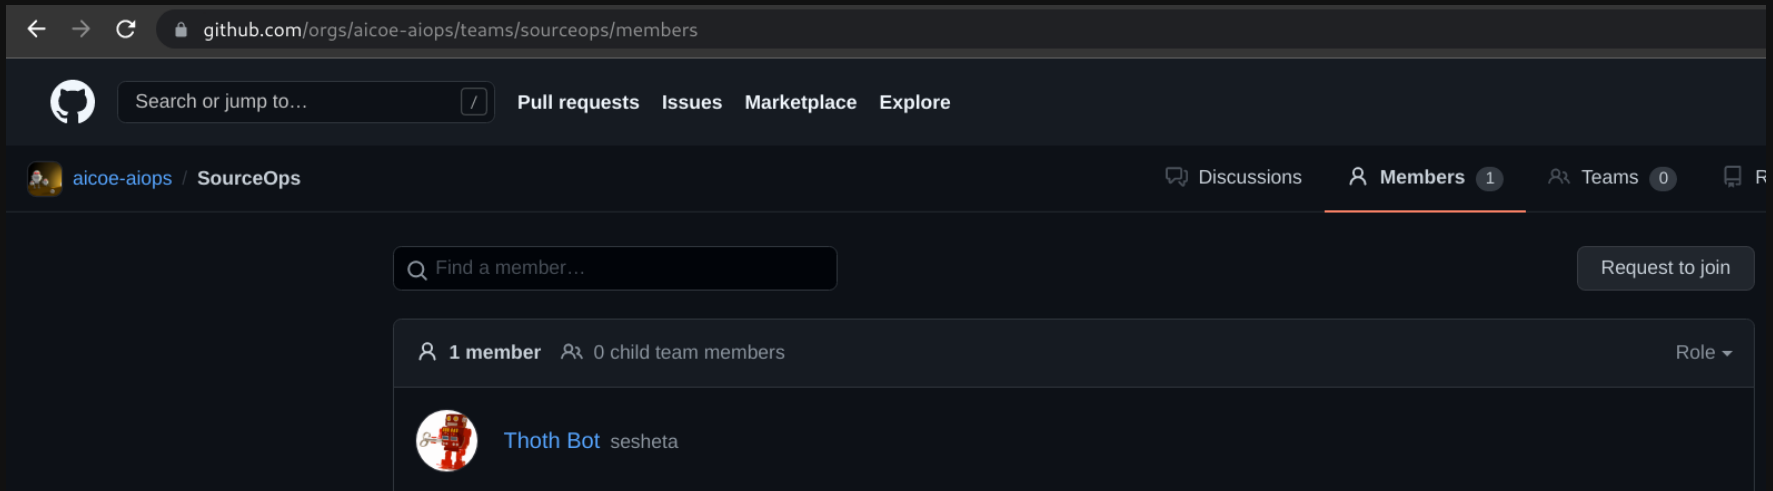 github.com/orgs/aicoe-aiops/teams/sourceops/members
Search or jump to… / Pull requests Issues Marketplace Explore
aicoe-aiops / SourceOps Discussions Members 1 Teams 0 R
Find a member… Request to join
1 member 0 child team members Role
Thoth Bot sesheta